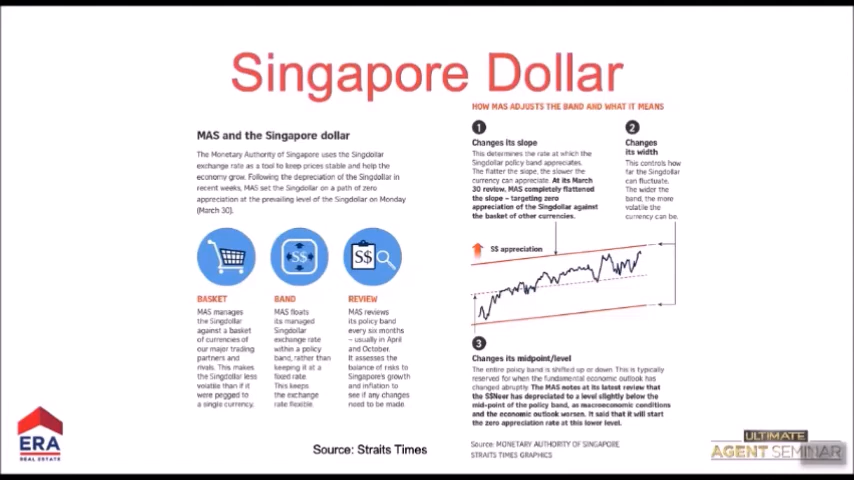 Singapore Dollar
MAS and the Singapore dollar
The Monetary Authority of Singapore uses the Singdollar
exchange rate as a tool to keep prices stable and help the
economy grow. Following the depreciation of the Singdollar in
recent weeks, MAS set the Singdollar on a path of zero
appreciation at the prevailing level of the Singdollar on Monday
(March 30).
S$
S$
BASKET
MAS manages
the Singdollar
against a basket
of currencies of
our major trading
partners and
rivals. This makes
the Singdollar less
volatile than if it
were pegged to
a single currency.
BAND
MAS floats
its managed
Singdollar
exchange rate
within a policy
band, rather than
keeping it at a
fixed rate.
This keeps
the exchange
rate flexible.
REVIEW
MAS reviews
its policy band
every six months
– usually in April
and October.
It assesses the
balance of risks to
Singapore's growth
and inflation to
see if any changes
need to be made
HOW MAS ADJUSTS THE BAND AND WHAT IT MEANS
1
Changes its slope
This determines the rate at which the
Singdollar policy band appreciates.
The flatter the slope, the slower the
currency can appreciate. At its March
30 review, MAS completely flattened
the slope – targeting zero
appreciation of the Singdollar against
the basket of other currencies.
2
Changes
its width
This controls how
far the Singdollar
can fluctuate.
The wider the
band, the more
volatile the
currency can be.
S$ appreciation
3
Changes its midpoint/level
The entire policy band is shifted up or down. This is typically
reserved for when the fundamental economic outlook has
changed abruptly. The MAS notes at its latest review that
the S$Neer has depreciated to a level slightly below the
mid-point of the policy band, as macroeconomic conditions
and the economic outlook worsen. It said that it will start
the zero appreciation rate at this lower level.
Source: MONETARY AUTHORITY OF SINGAPORE
STRAITS TIMES GRAPHICS
Source: Straits Times
ERA
REAL ESTATE
ULTIMATE
AGENT SEMINAR